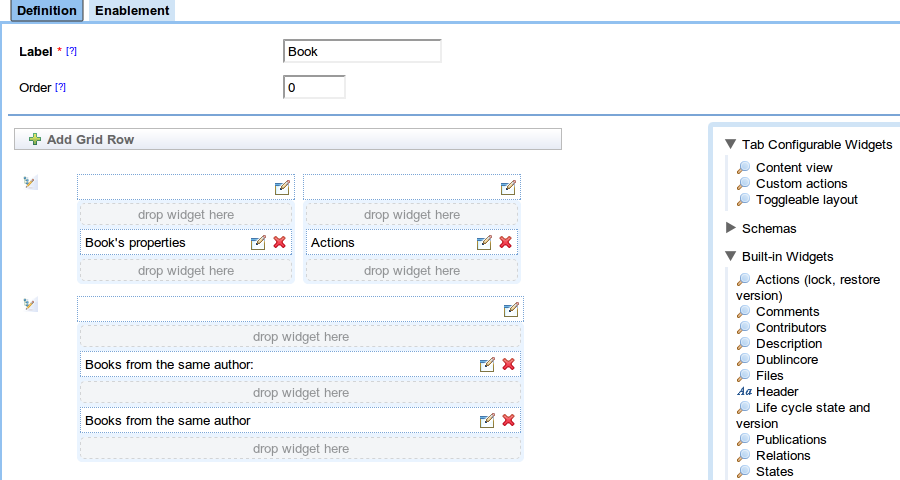 Definition Enablement
Label * [?] Book
Order [?] 0
Add Grid Row
drop widget here drop widget here
Book's properties Actions
drop widget here drop widget here
drop widget here
Books from the same author:
drop widget here
Books from the same author
drop widget here
Tab Configurable Widgets
Content view
Custom actions
Toggleable layout
Schemas
Built-in Widgets
Actions (lock, restore
version)
Comments
Contributors
Description
Dublincore
Files
Aa Header
Life cycle state and
version
Publications
Relations
States